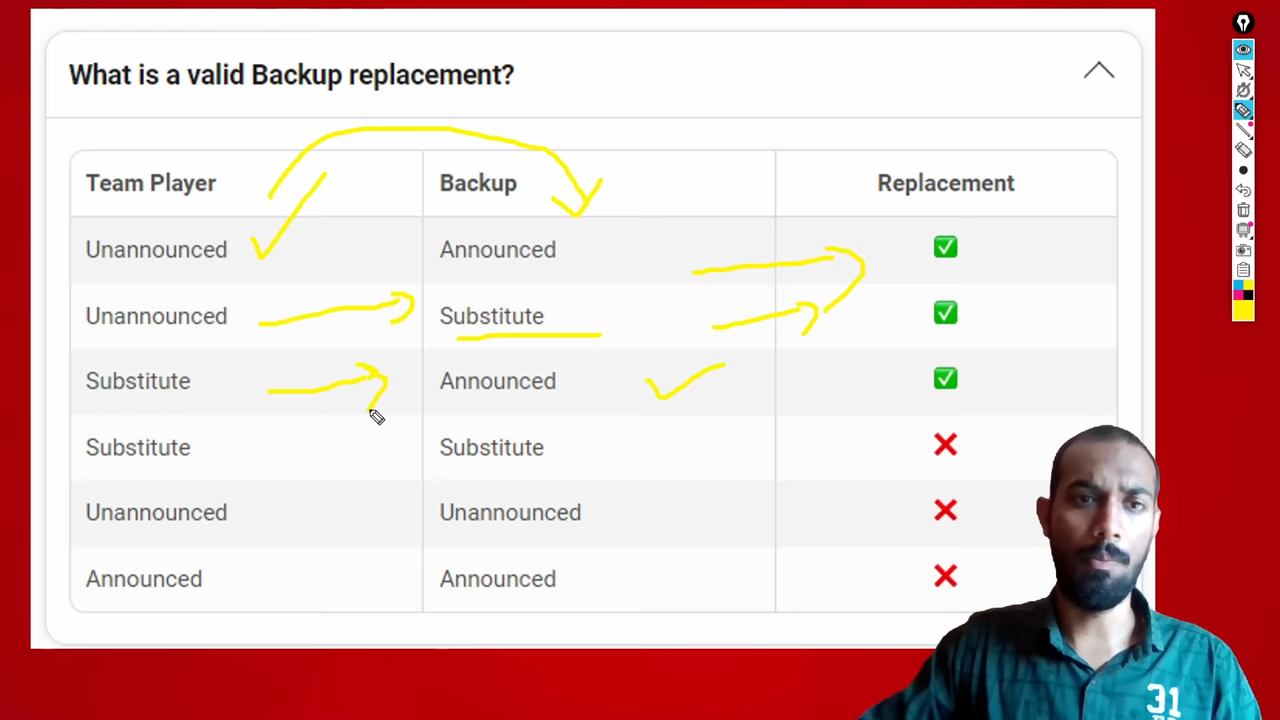 What is a valid Backup replacement?
Team Player Backup Replacement
Unannounced Announced ✅
Unannounced Substitute ✅
Substitute Announced ✅
Substitute Substitute ❌
Unannounced Unannounced ❌
Announced Announced ❌
31